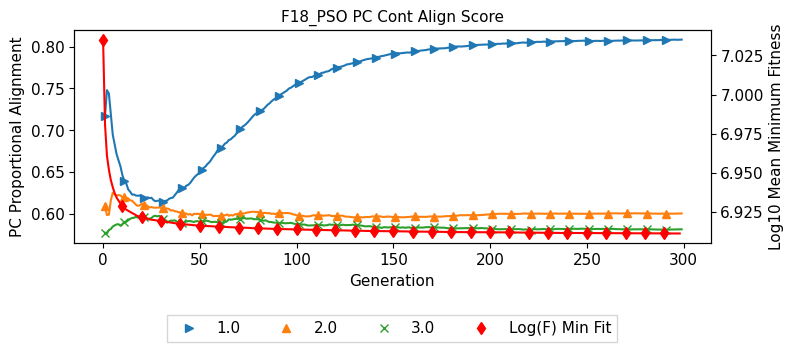 F18_PSO PC Cont Align Score
PC Proportional Alignment
0.80
0.75
0.70
0.65
0.60
7.025
7.000
6.975
6.950
6.925
Log10 Mean Minimum Fitness
0 50 100 150 200 250 300
Generation
1.0 2.0 3.0 Log(F) Min Fit